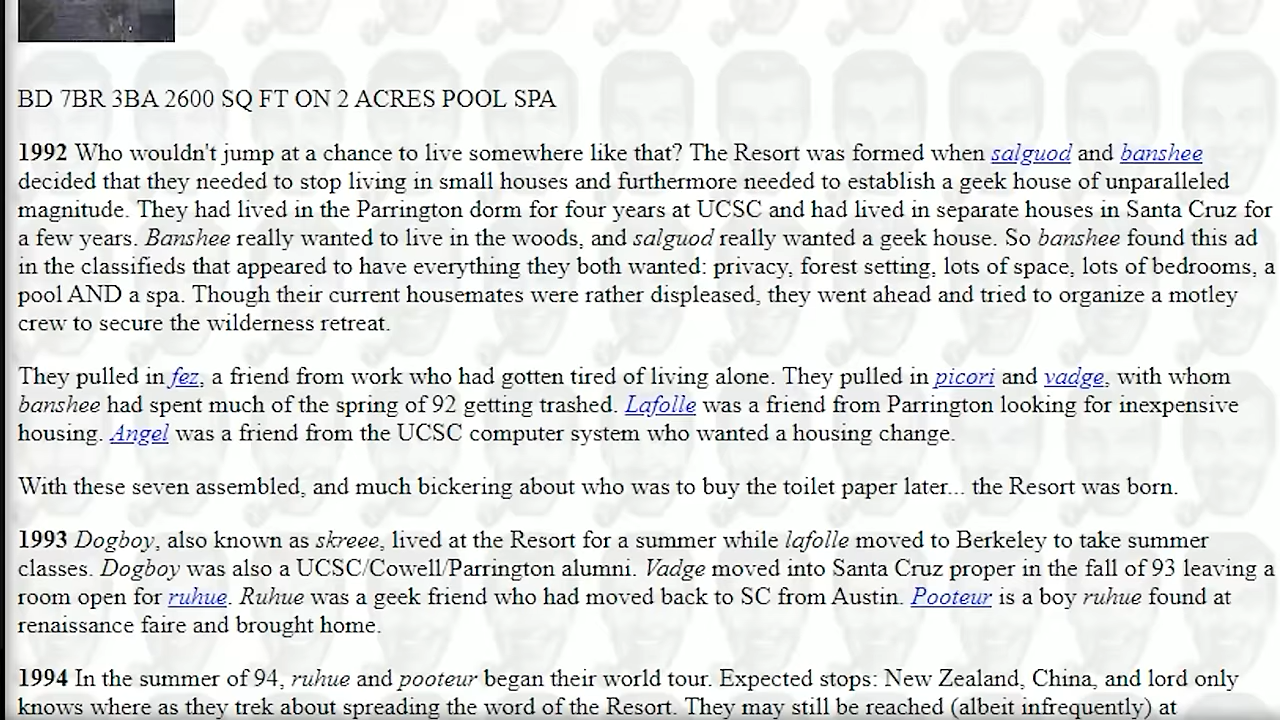 BD 7BR 3BA 2600 SQ FT ON 2 ACRES POOL SPA
1992 Who wouldn't jump at a chance to live somewhere like that? The Resort was formed when salguod and banshee
decided that they needed to stop living in small houses and furthermore needed to establish a geek house of unparalleled
magnitude. They had lived in the Parrington dorm for four years at UCSC and had lived in separate houses in Santa Cruz for
a few years. Banshee really wanted to live in the woods, and salguod really wanted a geek house. So banshee found this ad
in the classifieds that appeared to have everything they both wanted: privacy, forest setting, lots of space, lots of bedrooms, a
pool AND a spa. Though their current housemates were rather displeased, they went ahead and tried to organize a motley
crew to secure the wilderness retreat.
They pulled in fez, a friend from work who had gotten tired of living alone. They pulled in picori and vadge, with whom
banshee had spent much of the spring of 92 getting trashed. Lafolle was a friend from Parrington looking for inexpensive
housing. Angel was a friend from the UCSC computer system who wanted a housing change.
With these seven assembled, and much bickering about who was to buy the toilet paper later... the Resort was born.
1993 Dogboy, also known as skreee, lived at the Resort for a summer while lafolle moved to Berkeley to take summer
classes. Dogboy was also a UCSC/Cowell/Parrington alumni. Vadge moved into Santa Cruz proper in the fall of 93 leaving a
room open for ruhue. Ruhue was a geek friend who had moved back to SC from Austin. Pooteur is a boy ruhue found at
renaissance faire and brought home.
1994 In the summer of 94, ruhue and pooteur began their world tour. Expected stops: New Zealand, China, and lord only
knows where as they trek about spreading the word of the Resort. They may still be reached (albeit infrequently) at